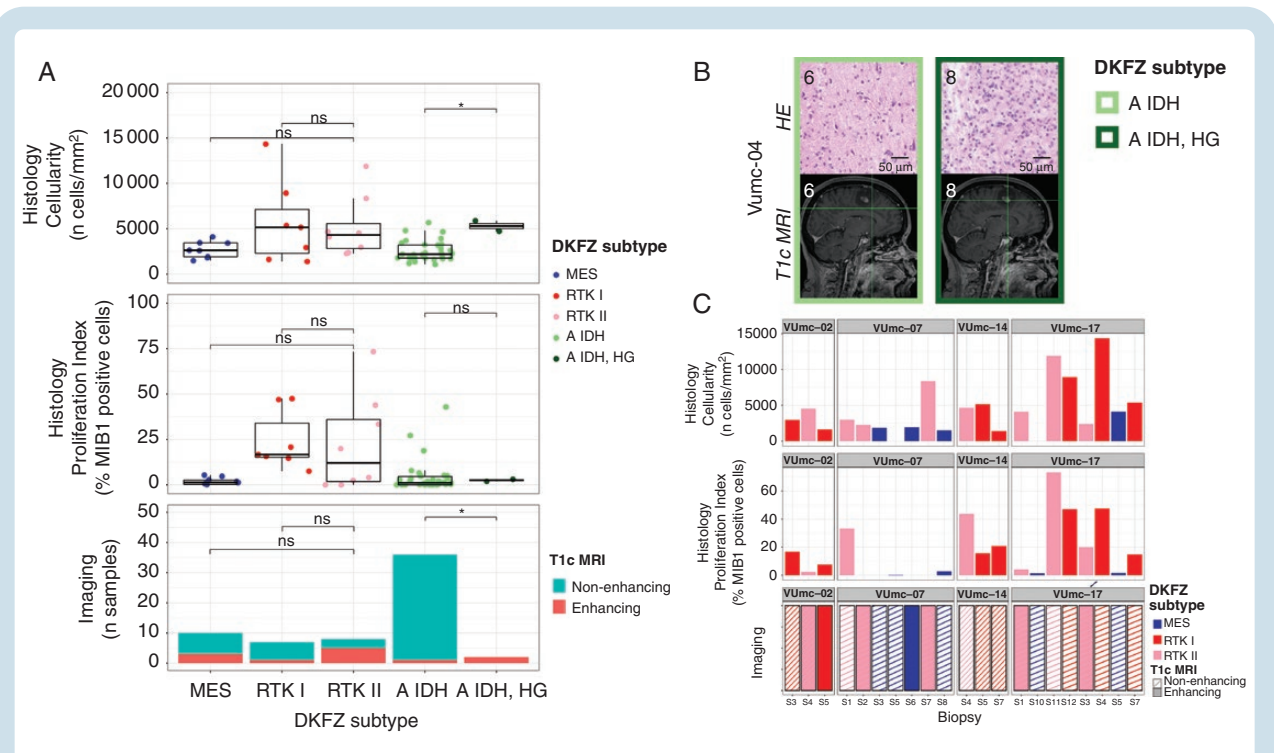 A
Histology
Cellularity
(n cells/mm²)
20 000
15 000
10 000
5000
0
ns
ns
*
Histology
Proliferation Index
(% MIB1 positive cells)
100
75
50
25
0
ns
ns
ns
Imaging
(n samples)
50
40
30
20
10
0
ns
ns
*
MES RTK I RTK II A IDH A IDH, HG
DKFZ subtype
DKFZ subtype
MES
RTK I
RTK II
A IDH
A IDH, HG
T1c MRI
Non-enhancing
Enhancing
B
Vumc-04
HE
T1c MRI
6
50 µm
8
50 µm
6
8
DKFZ subtype
A IDH
A IDH, HG
C
VUmc–02 VUmc–07 VUmc–14 VUmc–17
Histology
Cellularity
(n cells/mm²)
15000
10000
5000
0
VUmc–02 VUmc–07 VUmc–14 VUmc–17
Histology
Proliferation Index
(% MIB1 positive cells)
60
40
20
0
VUmc–02 VUmc–07 VUmc–14 VUmc–17
Imaging
S3 S4 S5 S1 S2 S3 S5 S6 S7 S8 S4 S5 S7 S1 S10 S11 S12 S3 S4 S5 S7
Biopsy
DKFZ
subtype
MES
RTK I
RTK II
T1c MRI
Non-enhancing
Enhancing